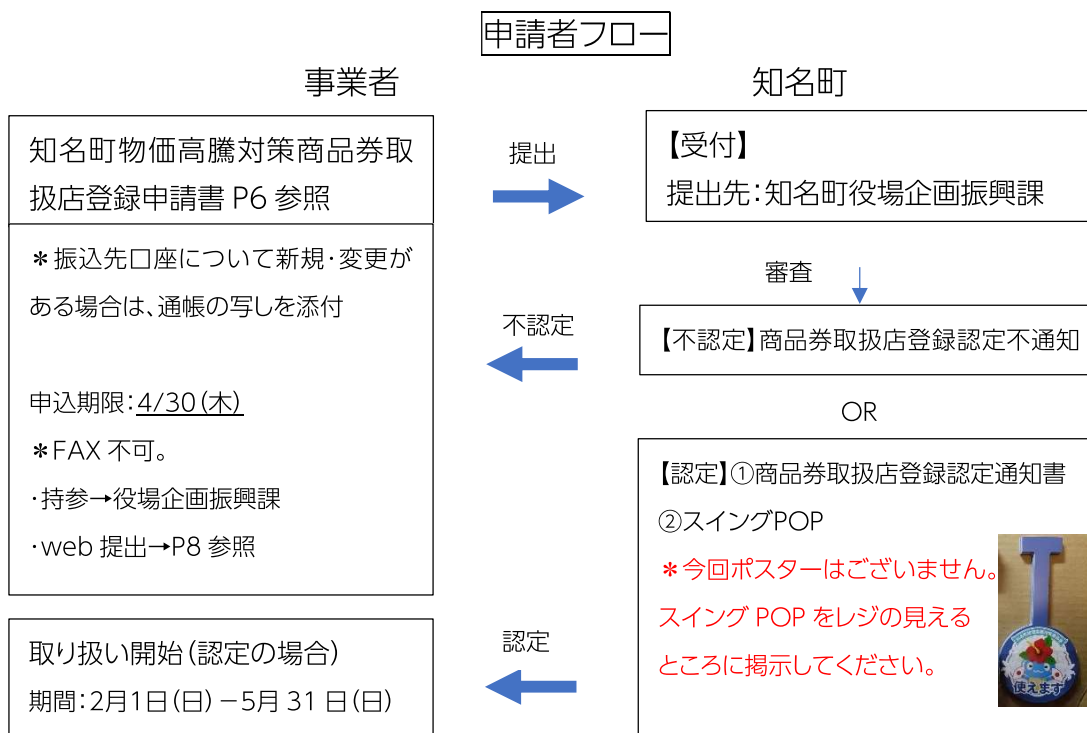 申請者フロー
事業者
知名町物価高騰対策商品券取
扱店登録申請書 P6 参照
＊振込先口座について新規･変更が
ある場合は､通帳の写しを添付
申込期限：4/30(木)
＊FAX 不可。
･持参→役場企画振興課
･web 提出→P8 参照
提出
知名町
【受付】
提出先：知名町役場企画振興課
審査
不認定
【不認定】商品券取扱店登録認定不通知
OR
【認定】①商品券取扱店登録認定通知書
②スイングPOP
＊今回ポスターはございません。
スイング POP をレジの見える
ところに掲示してください。
使えます
認定
取り扱い開始(認定の場合)
期間：2月1日(日)－5月 31 日(日)